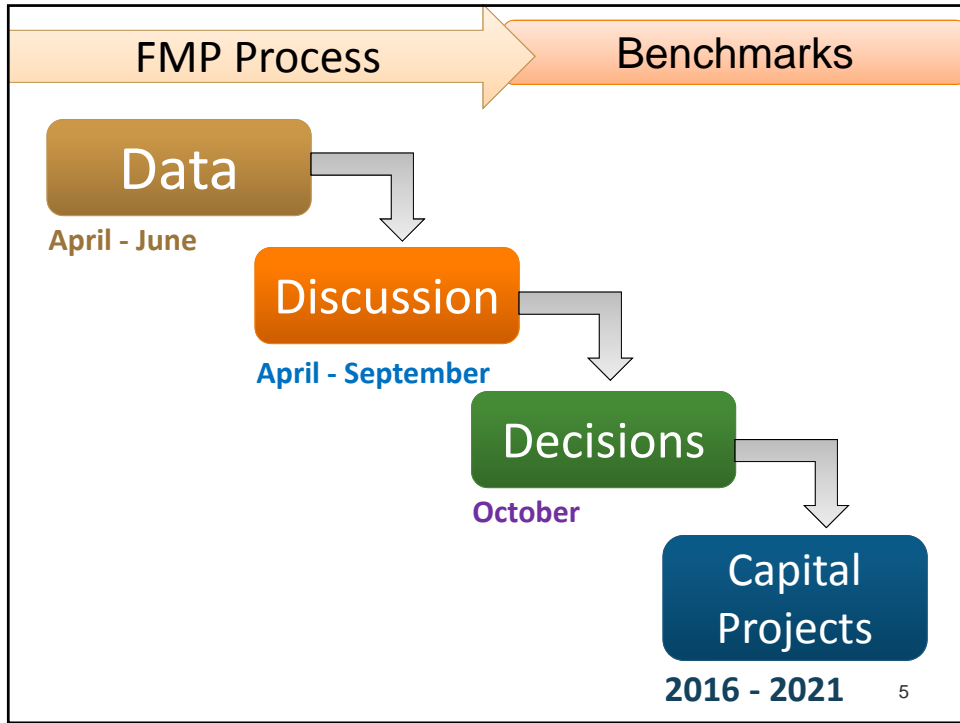 FMP Process
Benchmarks
Data
April - June
Discussion
April - September
Decisions
October
Capital
Projects
2016 - 2021
5